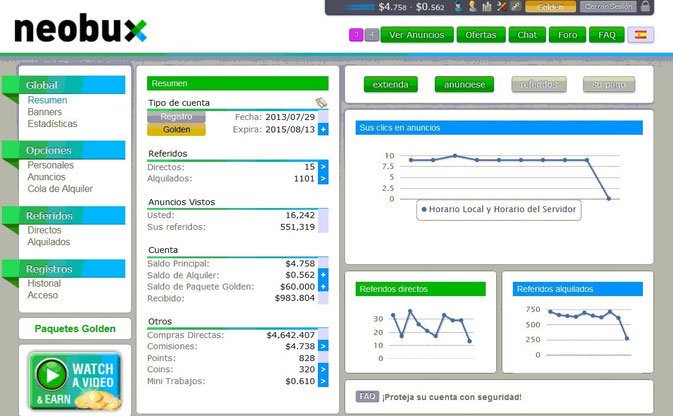 $4.758 - $0.562 Golden Cerrar Sesión
neobux
3 4 Ver Anuncios Ofertas Chat Foro FAQ
Global
Resumen
Banners
Estadísticas
Opciones
Personales
Anuncios
Cola de Alquiler
Referidos
Directos
Alquilados
Registros
Historial
Acceso
Paquetes Golden
WATCH
A VIDEO
& EARN
Resumen
Tipo de cuenta
Registro Fecha: 2013/07/29
Golden Expira: 2015/08/13 +
Referidos
Directos: 15 >
Alquilados: 1101 >
Anuncios Vistos
Usted: 16,242
Sus referidos: 551,319
Cuenta
Saldo Principal: $4.758
Saldo de Alquiler: $0.562 +
Saldo de Paquete Golden: $60.000 +
Recibido: $983.804
Otros
Compras Directas: $4,642.407
Comisiones: $4.738 >
Points: 828
Coins: 320 >
Mini Trabajos: $0.610 >
extienda anúnciese referidos su pago
Sus clics en anuncios
10
7.5
5
2.5
0
Horario Local y Horario del Servidor
Referidos directos
30
20
10
0
Referidos alquilados
750
500
250
0
FAQ ¡Proteja su cuenta con seguridad!